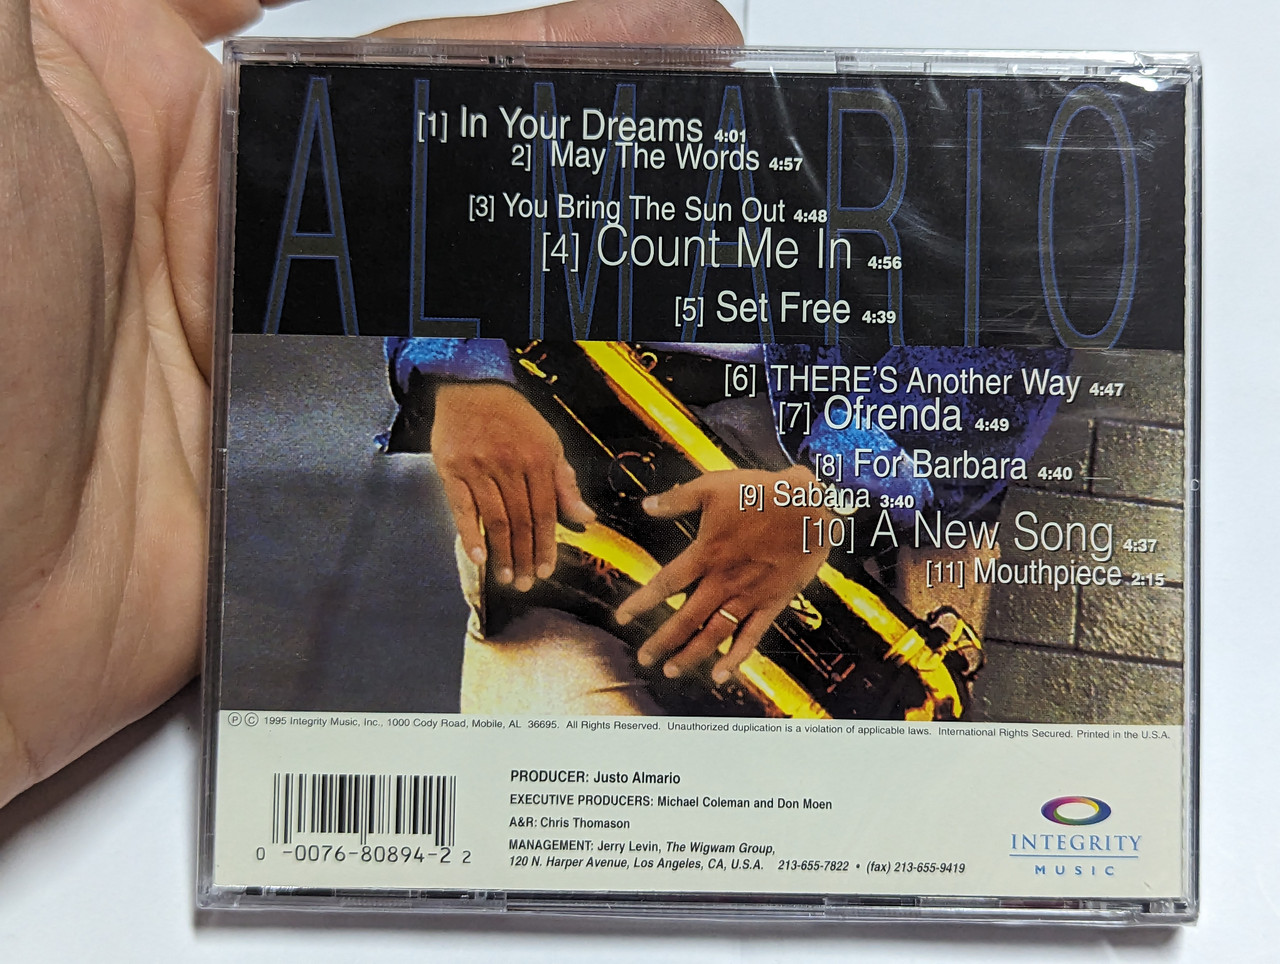 ALMARIO
[1] In Your Dreams 4:01
2] May The Words 4:57
[3] You Bring The Sun Out 4:48
[4] Count Me In 4:56
[5] Set Free 4:39
[6] THERE'S Another Way 4:47
[7] Ofrenda 4:49
[8] For Barbara 4:40
[9] Sabana 3:40
[10] A New Song 4:37
[11] Mouthpiece 2:15
Ⓟ Ⓒ 1995 Integrity Music, Inc., 1000 Cody Road, Mobile, AL 36695. All Rights Reserved. Unauthorized duplication is a violation of applicable laws. International Rights Secured. Printed in the U.S.A.
PRODUCER: Justo Almario
EXECUTIVE PRODUCERS: Michael Coleman and Don Moen
A&R: Chris Thomason
MANAGEMENT: Jerry Levin, The Wigwam Group,
120 N. Harper Avenue, Los Angeles, CA, U.S.A. 213-655-7822 • (fax) 213-655-9419
0 -0076-80894-2 2
INTEGRITY
MUSIC